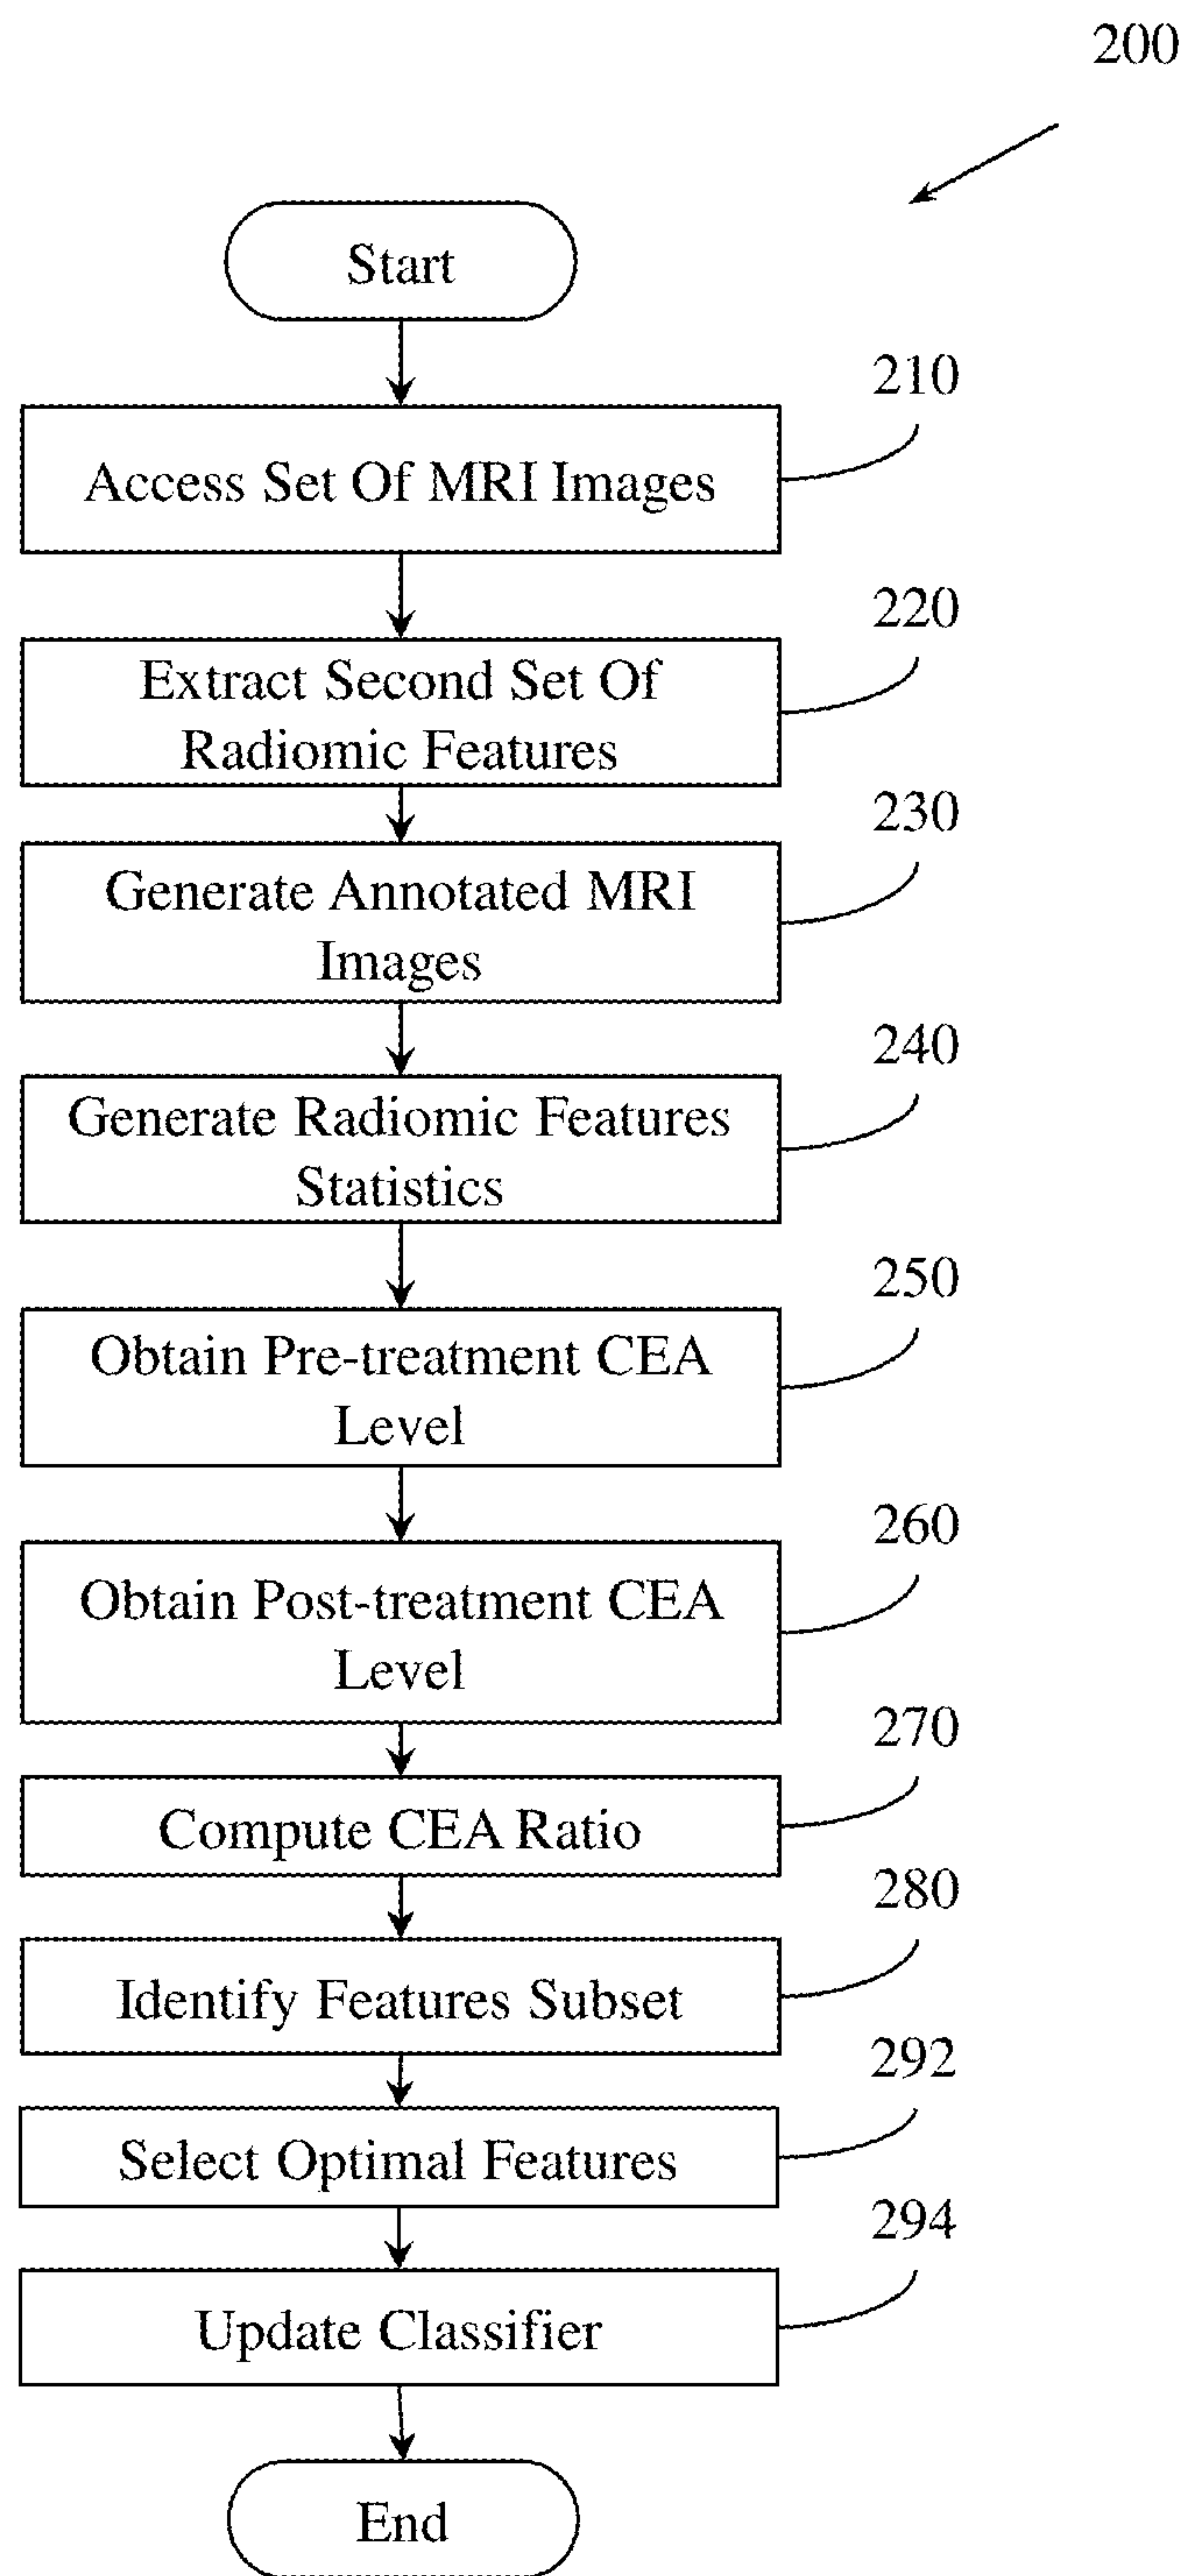 200
Start
210
Access Set Of MRI Images
220
Extract Second Set Of
Radiomic Features
230
Generate Annotated MRI
Images
240
Generate Radiomic Features
Statistics
250
Obtain Pre-treatment CEA
Level
260
Obtain Post-treatment CEA
Level
270
Compute CEA Ratio
280
Identify Features Subset
292
Select Optimal Features
294
Update Classifier
End